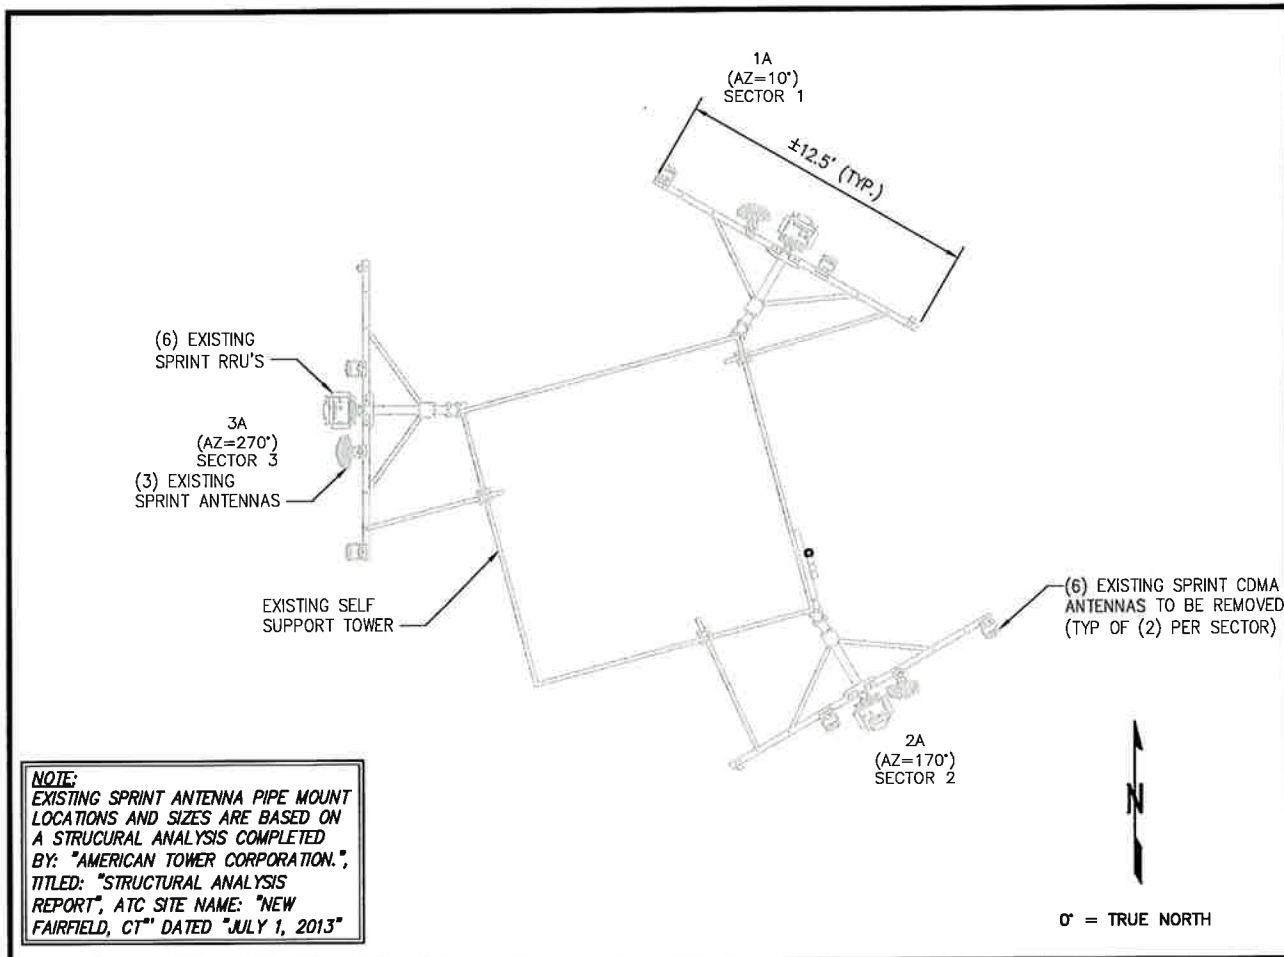 1A
(AZ=10°)
SECTOR 1
±12.5' (TYP.)
(6) EXISTING
SPRINT RRU'S
3A
(AZ=270°)
SECTOR 3
(3) EXISTING
SPRINT ANTENNAS
EXISTING SELF
SUPPORT TOWER
(6) EXISTING SPRINT CDMA
ANTENNAS TO BE REMOVED
(TYP OF (2) PER SECTOR)
2A
(AZ=170°)
SECTOR 2
NOTE:
EXISTING SPRINT ANTENNA PIPE MOUNT
LOCATIONS AND SIZES ARE BASED ON
A STRUCURAL ANALYSIS COMPLETED
BY: "AMERICAN TOWER CORPORATION.",
TITLED: "STRUCTURAL ANALYSIS
REPORT", ATC SITE NAME: "NEW
FAIRFIELD, CT"" DATED "JULY 1, 2013"
N
0° = TRUE NORTH